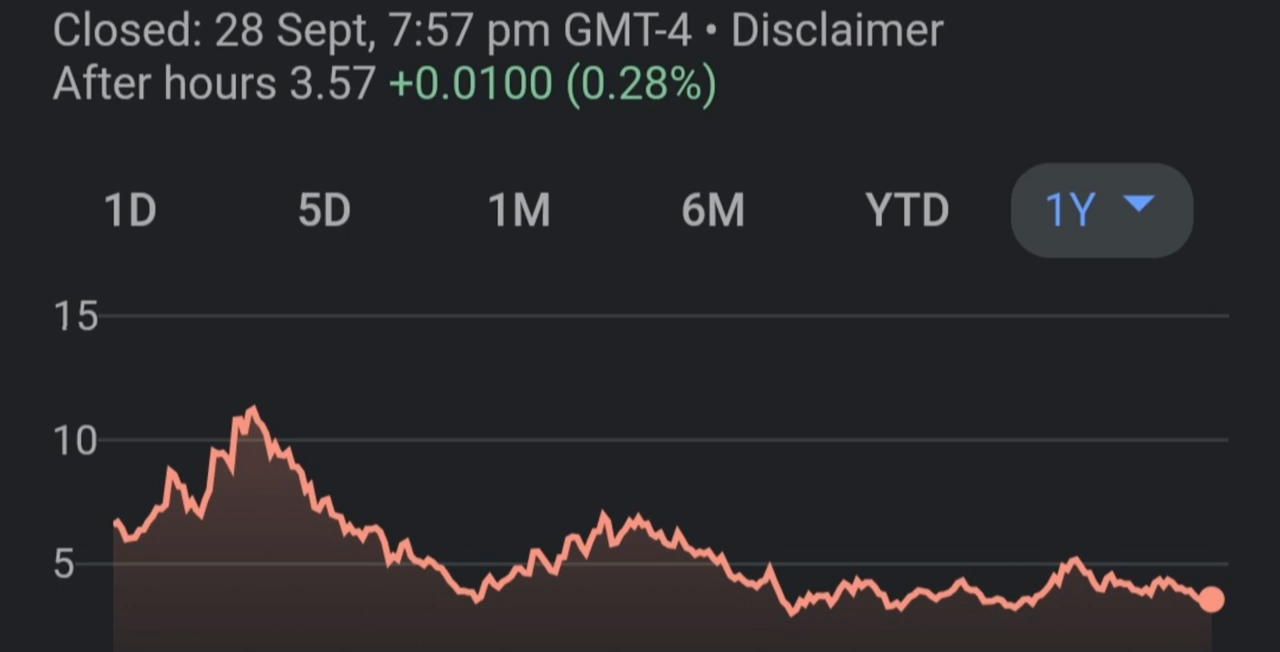 Closed: 28 Sept, 7:57 pm GMT-4 • Disclaimer
After hours 3.57 +0.0100 (0.28%)
1D 5D 1M 6M YTD 1Y
15
10
5